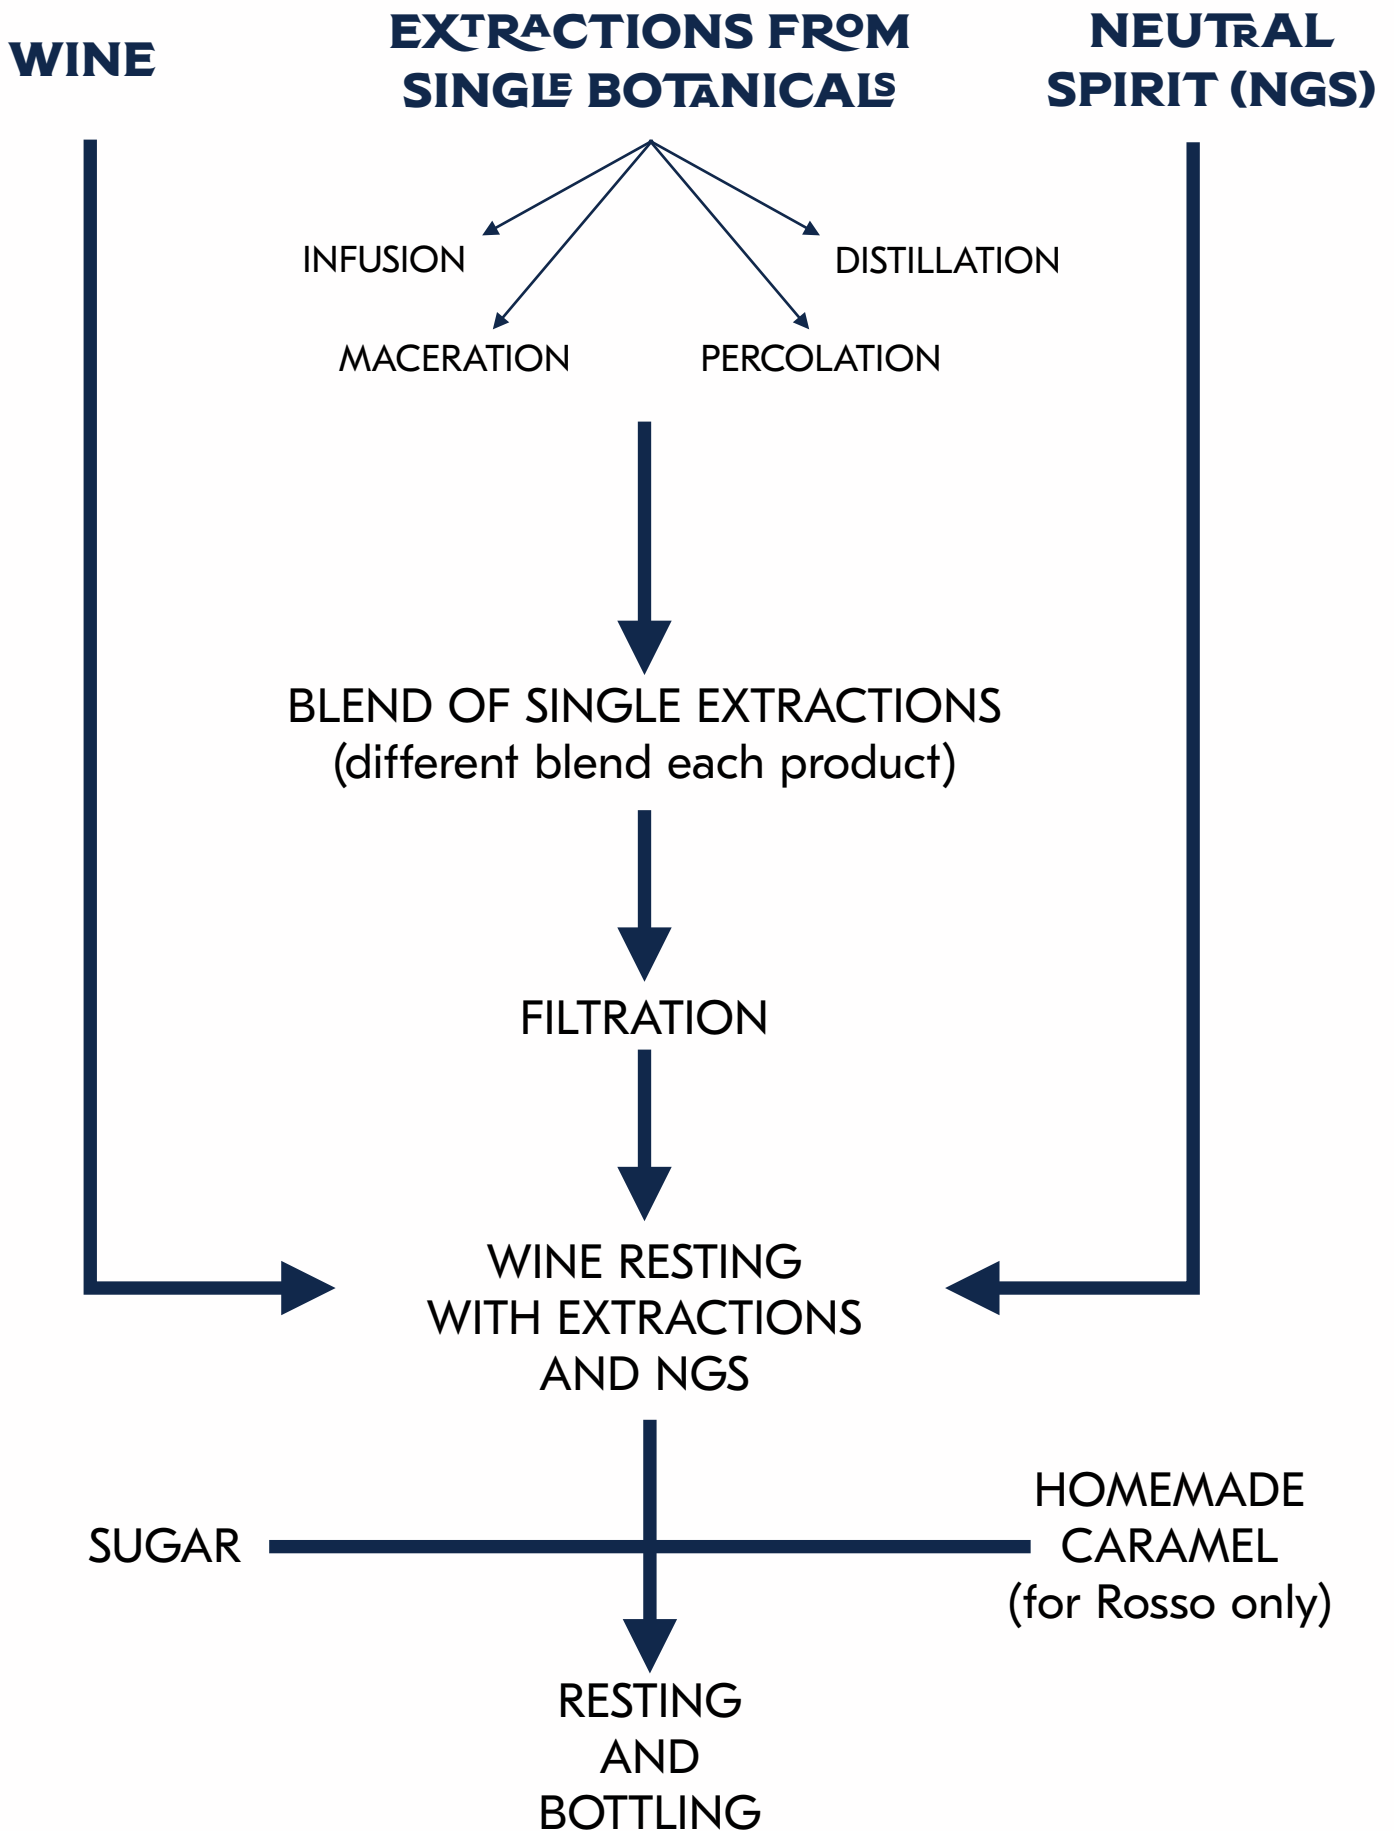 WINE
EXTRACTIONS FROM
SINGLE BOTANICALS
NEUTRAL
SPIRIT (NGS)
INFUSION
DISTILLATION
MACERATION
PERCOLATION
BLEND OF SINGLE EXTRACTIONS
(different blend each product)
FILTRATION
WINE RESTING
WITH EXTRACTIONS
AND NGS
SUGAR
HOMEMADE
CARAMEL
(for Rosso only)
RESTING
AND
BOTTLING